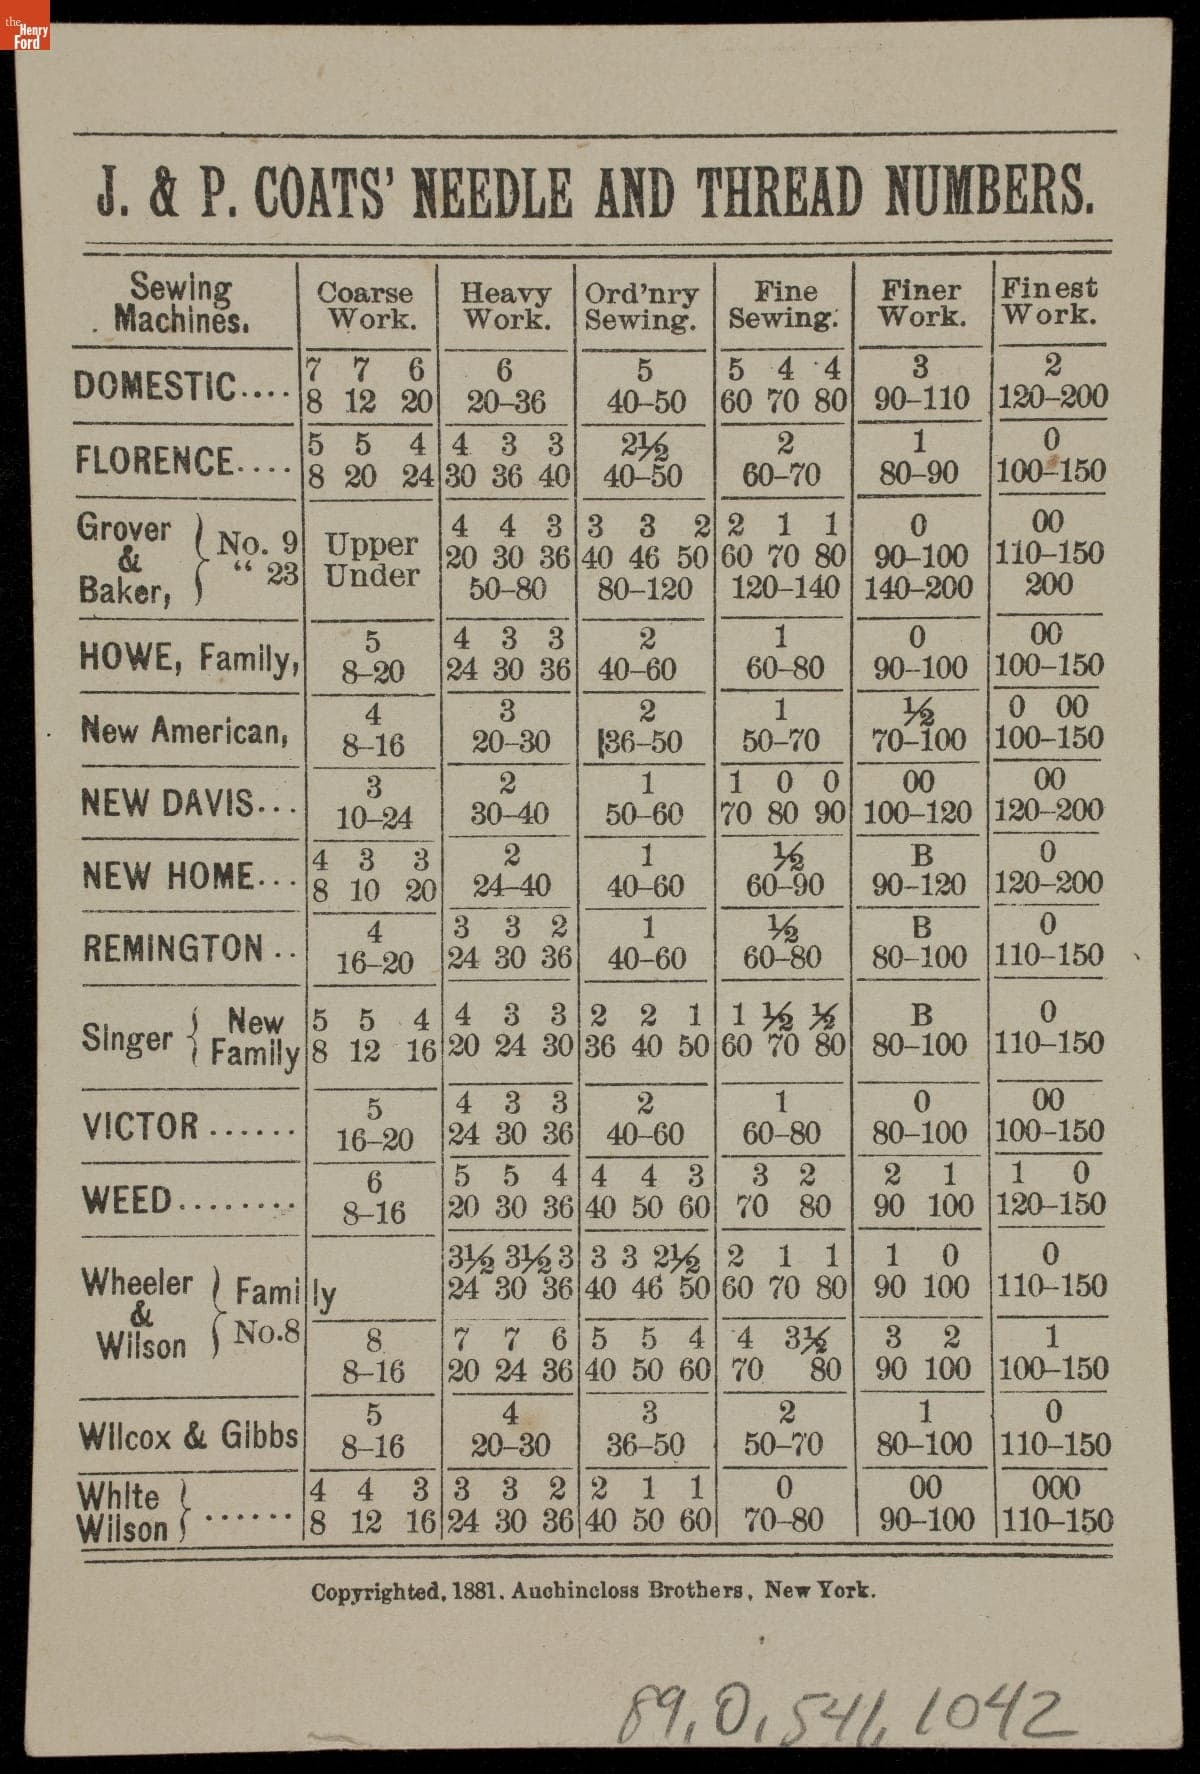 the
Henry
Ford
J. & P. COATS' NEEDLE AND THREAD NUMBERS.
Sewing Machines. Coarse Work. Heavy Work. Ord'nry Sewing. Fine Sewing. Finer Work. Finest Work.
7 7 6 6 5 5 4 4 3 2
DOMESTIC.... 8 12 20 20-36 40-50 60 70 80 90-110 120-200
5 5 4 4 3 3 2½ 2 1 0
FLORENCE.... 8 20 24 30 36 40 40-50 60-70 80-90 100-150
Grover & Baker, { No. 9 Upper 4 4 3 3 3 2 2 1 1 0 00
20 30 36 40 46 50 60 70 80 90-100 110-150
" 23 Under 50-80 80-120 120-140 140-200 200
5 4 3 3 2 1 0 00
HOWE, Family, 8-20 24 30 36 40-60 60-80 90-100 100-150
4 3 2 1 ½ 0 00
New American, 8-16 20-30 36-50 50-70 70-100 100-150
3 2 1 1 0 0 00 00
NEW DAVIS... 10-24 30-40 50-60 70 80 90 100-120 120-200
4 3 3 2 1 ½ B 0
NEW HOME... 8 10 20 24-40 40-60 60-90 90-120 120-200
4 3 3 2 1 ½ B 0
REMINGTON .. 16-20 24 30 36 40-60 60-80 80-100 110-150
Singer { New Family 5 5 4 4 3 3 2 2 1 1 ½ ½ B 0
8 12 16 20 24 30 36 40 50 60 70 80 80-100 110-150
5 4 3 3 2 1 0 00
VICTOR ...... 16-20 24 30 36 40-60 60-80 80-100 100-150
6 5 5 4 4 4 3 3 2 2 1 1 0
WEED........ 8-16 20 30 36 40 50 60 70 80 90 100 120-150
Wheeler & Wilson { Family 3½ 3½ 3 3 3 2½ 2 1 1 1 0 0
24 30 36 40 46 50 60 70 80 90 100 110-150
No.8 8 7 7 6 5 5 4 4 3½ 3 2 1
8-16 20 24 36 40 50 60 70 80 90 100 100-150
5 4 3 2 1 0
Wilcox & Gibbs 8-16 20-30 36-50 50-70 80-100 110-150
White Wilson } ...... 4 4 3 3 3 2 2 1 1 0 00 000
8 12 16 24 30 36 40 50 60 70-80 90-100 110-150
Copyrighted, 1881. Auchincloss Brothers, New York.
89.0.541.1042